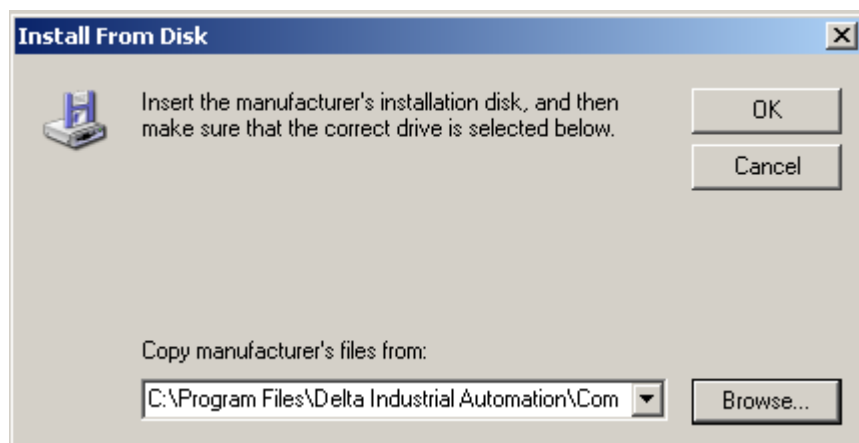 Install From Disk
Insert the manufacturer's installation disk, and then
make sure that the correct drive is selected below.
OK
Cancel
Copy manufacturer's files from:
C:\Program Files\Delta Industrial Automation\Com
Browse...